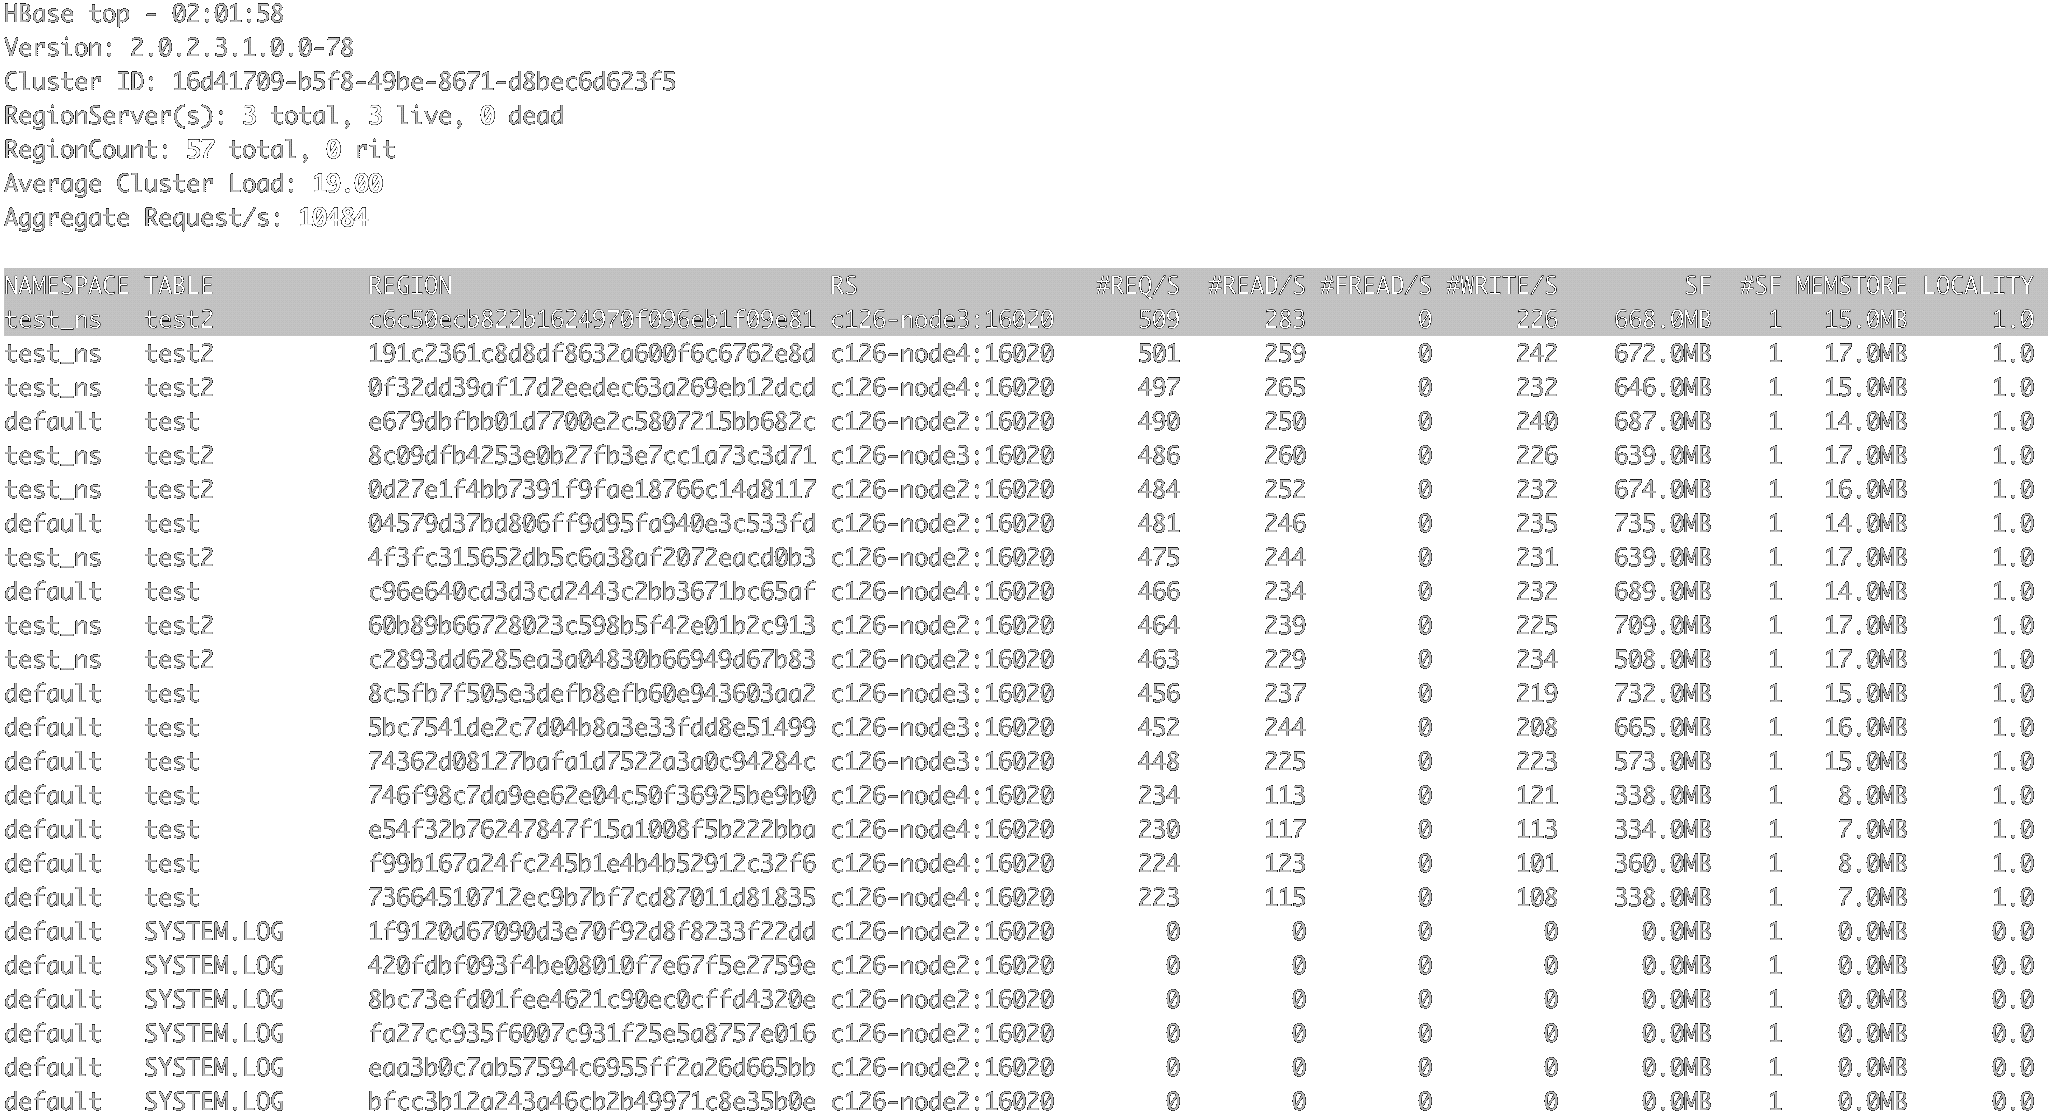 HBase top - 02:01:58
Version: 2.0.2.3.1.0.0-78
Cluster ID: 16d41709-b5f8-49be-8671-d8bec6d623f5
RegionServer(s): 3 total, 3 live, 0 dead
RegionCount: 57 total, 0 rit
Average Cluster Load: 19.00
Aggregate Request/s: 10484
NAMESPACE TABLE REGION RS #REQ/S #READ/S #FREAD/S #WRITE/S SF #SF MEMSTORE LOCALITY
test_ns test2 c6c50ecb822b1624970f096eb1f09e81 c126-node3:16020 509 283 0 226 668.0MB 1 15.0MB 1.0
test_ns test2 191c2361c8d8df8632a600f6c6762e8d c126-node4:16020 501 259 0 242 672.0MB 1 17.0MB 1.0
test_ns test2 0f32dd39af17d2eedec63a269eb12dcd c126-node4:16020 497 265 0 232 646.0MB 1 15.0MB 1.0
default test e679dbfbb01d7700e2c5807215bb682c c126-node2:16020 490 250 0 240 687.0MB 1 14.0MB 1.0
test_ns test2 8c09dfb4253e0b27fb3e7cc1a73c3d71 c126-node3:16020 486 260 0 226 639.0MB 1 17.0MB 1.0
test_ns test2 0d27e1f4bb7391f9fae18766c14d8117 c126-node2:16020 484 252 0 232 674.0MB 1 16.0MB 1.0
default test 04579d37bd806ff9d95fa940e3c533fd c126-node2:16020 481 246 0 235 735.0MB 1 14.0MB 1.0
test_ns test2 4f3fc315652db5c6a38af2072eacd0b3 c126-node2:16020 475 244 0 231 639.0MB 1 17.0MB 1.0
default test c96e640cd3d3cd2443c2bb3671bc65af c126-node2:16020 466 234 0 232 689.0MB 1 14.0MB 1.0
test_ns test2 60b89b66728023c598b5f42e01b2c913 c126-node2:16020 464 239 0 225 709.0MB 1 17.0MB 1.0
test_ns test2 c2893dd6285ea3a04830b66949d67b83 c126-node2:16020 463 229 0 234 508.0MB 1 17.0MB 1.0
default test 8c5fb7f505e3defb8efb60e943603aa2 c126-node3:16020 456 237 0 219 732.0MB 1 15.0MB 1.0
default test 5bc7541de2c7d04b8a3e33fdd8e51499 c126-node3:16020 452 244 0 208 665.0MB 1 16.0MB 1.0
default test 74362d08127bafa1d7522a3a0c94284c c126-node3:16020 448 225 0 223 573.0MB 1 15.0MB 1.0
default test 746f98c7da9ee62e04c50f36925be9b0 c126-node4:16020 234 113 0 121 338.0MB 1 8.0MB 1.0
default test e54f32b76247847f15a1008f5b222bba c126-node4:16020 230 117 0 113 334.0MB 1 7.0MB 1.0
default test f99b167a24fc245b1e4b4b52912c32f6 c126-node4:16020 224 123 0 101 360.0MB 1 8.0MB 1.0
default test 73664510712ec9b7bf7cd87011d81835 c126-node4:16020 223 115 0 108 338.0MB 1 7.0MB 1.0
default SYSTEM.LOG 1f9120d67090d3e70f92d8f8233f22dd c126-node2:16020 0 0 0 0 0.0MB 1 0.0MB 0.0
default SYSTEM.LOG 420fdbf093f4be08010f7e67f5e2759e c126-node2:16020 0 0 0 0 0.0MB 1 0.0MB 0.0
default SYSTEM.LOG 8bc73efd01fee4621c90ec0cffd4320e c126-node2:16020 0 0 0 0 0.0MB 1 0.0MB 0.0
default SYSTEM.LOG fa27cc935f6007c931f25e5a8757e016 c126-node2:16020 0 0 0 0 0.0MB 1 0.0MB 0.0
default SYSTEM.LOG eaa3b0c7ab57594c6955ff2a26d665bb c126-node2:16020 0 0 0 0 0.0MB 1 0.0MB 0.0
default SYSTEM.LOG bfcc3b12a243a46cb2b49971c8e35b0e c126-node2:16020 0 0 0 0 0.0MB 1 0.0MB 0.0